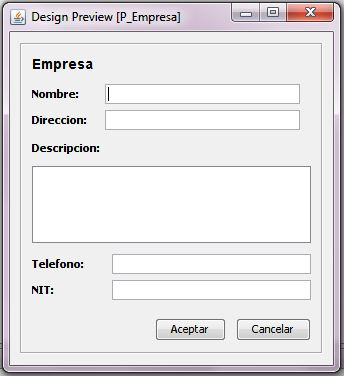 Design Preview [P_Empresa]
Empresa
Nombre:
Direccion:
Descripcion:
Telefono:
NIT:
Aceptar Cancelar